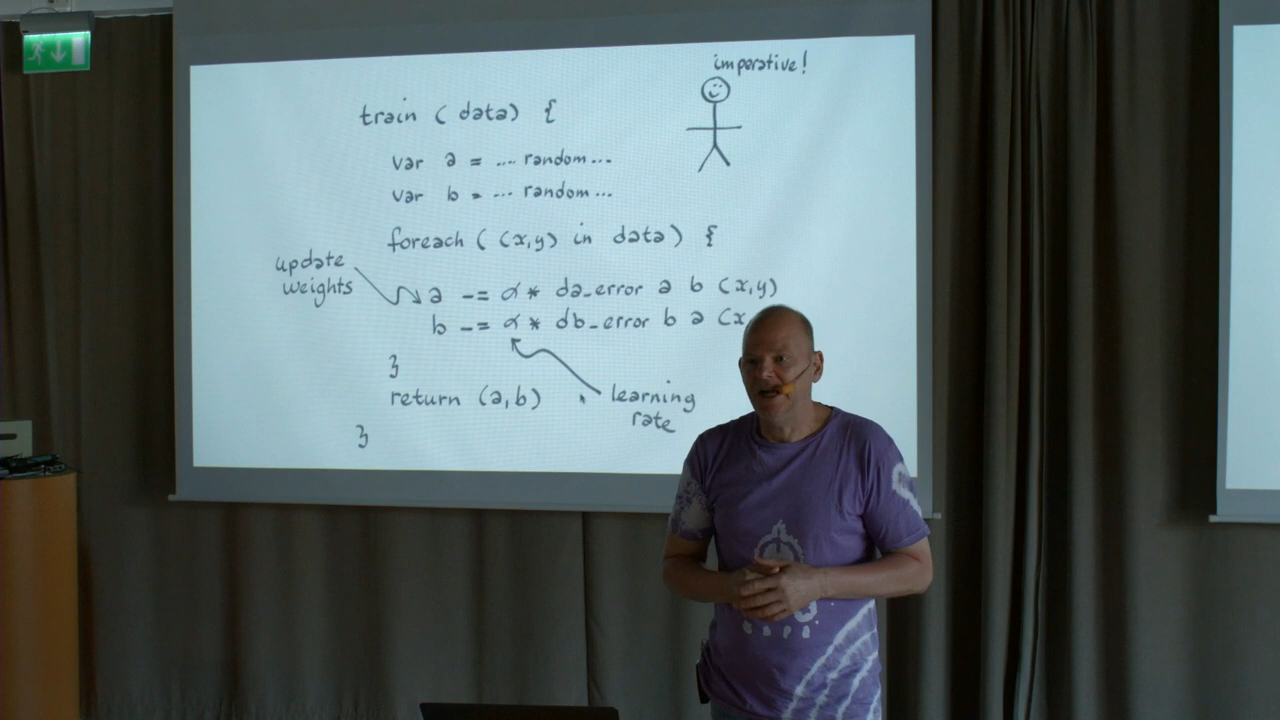 imperative!
train ( data) {
var a = .... random ...
var b = ... random ...
foreach ( (x,y) in data) {
update
weights
a -= α * da_error a b (x,y)
b -= α * db_error b a (x
}
return (a,b)
learning
rate
}